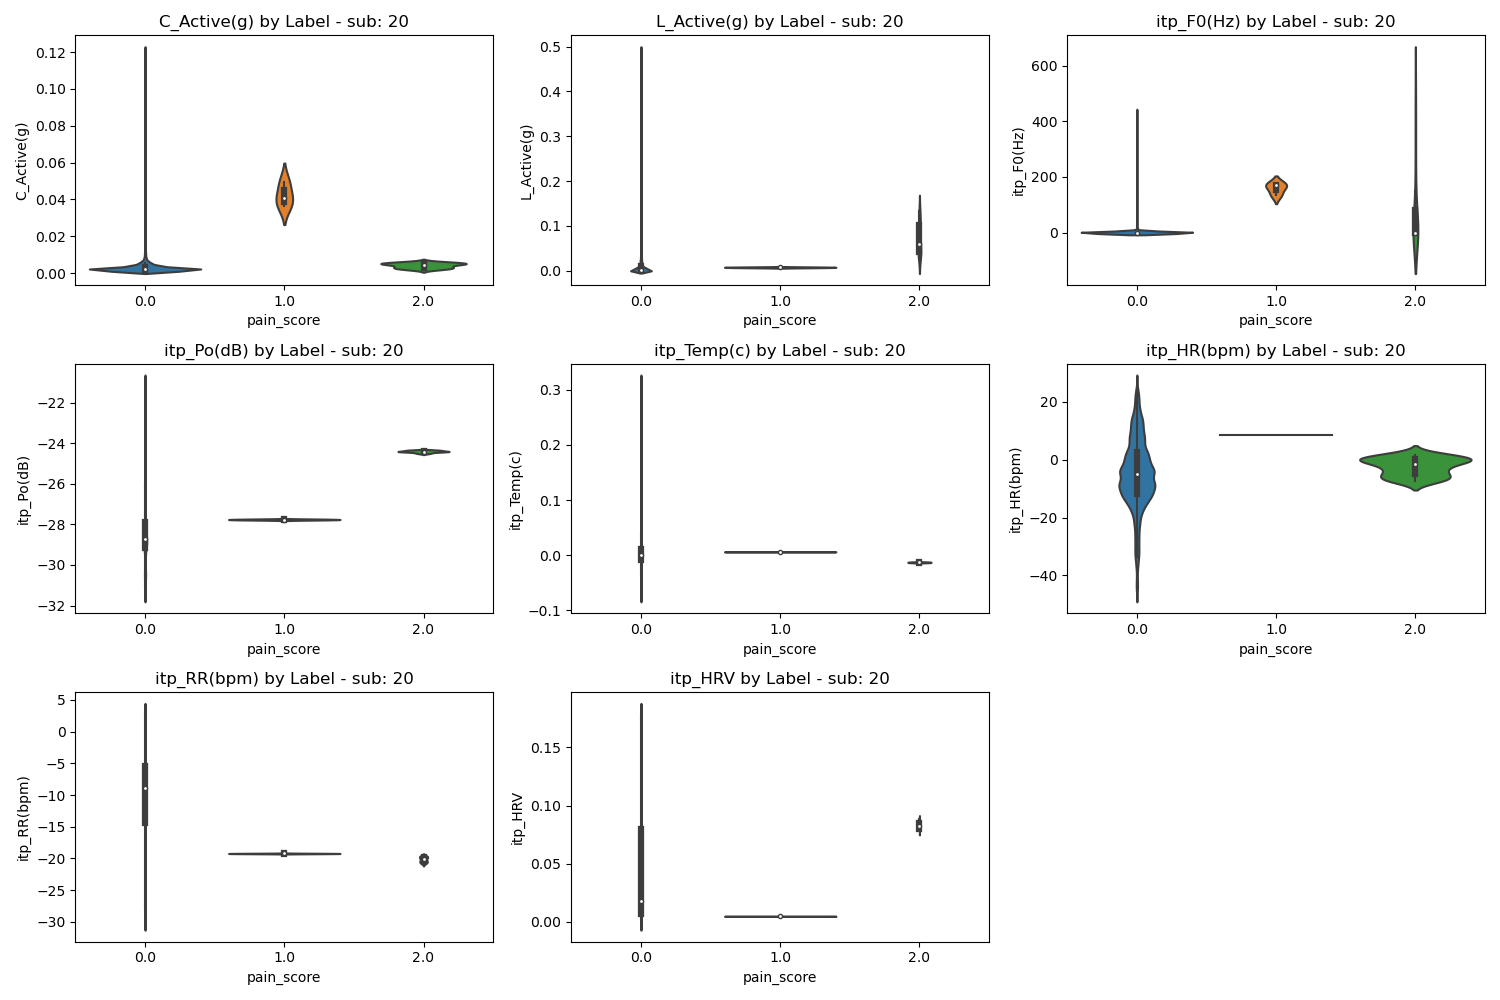 C_Active(g) by Label - sub: 20
C_Active(g)
0.12
0.10
0.08
0.06
0.04
0.02
0.00
0.0 1.0 2.0
pain_score
L_Active(g) by Label - sub: 20
L_Active(g)
0.5
0.4
0.3
0.2
0.1
0.0
0.0 1.0 2.0
pain_score
itp_F0(Hz) by Label - sub: 20
itp_F0(Hz)
600
400
200
0
0.0 1.0 2.0
pain_score
itp_Po(dB) by Label - sub: 20
itp_Po(dB)
−22
−24
−26
−28
−30
−32
0.0 1.0 2.0
pain_score
itp_Temp(c) by Label - sub: 20
itp_Temp(c)
0.3
0.2
0.1
0.0
−0.1
0.0 1.0 2.0
pain_score
itp_HR(bpm) by Label - sub: 20
itp_HR(bpm)
20
0
−20
−40
0.0 1.0 2.0
pain_score
itp_RR(bpm) by Label - sub: 20
itp_RR(bpm)
5
0
−5
−10
−15
−20
−25
−30
0.0 1.0 2.0
pain_score
itp_HRV by Label - sub: 20
itp_HRV
0.15
0.10
0.05
0.00
0.0 1.0 2.0
pain_score